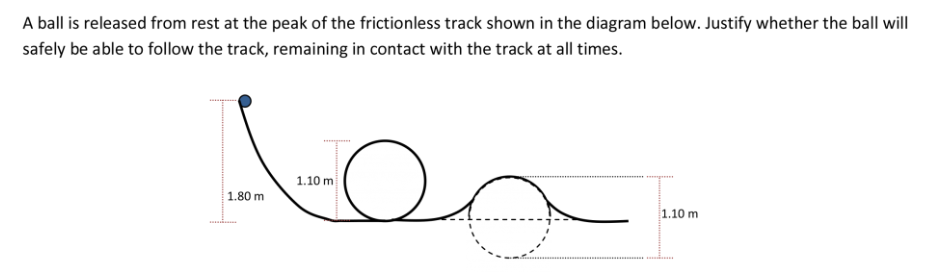 A ball is released from rest at the peak of the frictionless track shown in the diagram below. Justify whether the ball will
safely be able to follow the track, remaining in contact with the track at all times.
1.10 m
1.80 m
1.10 m